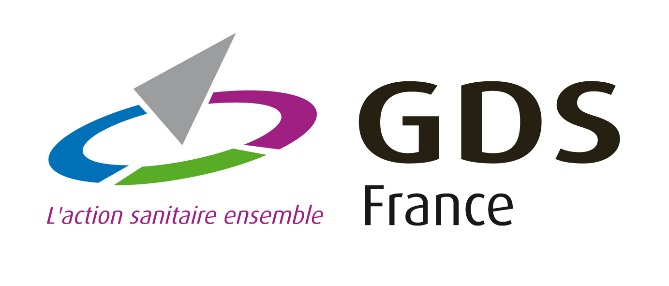 GDS
France
L'action sanitaire ensemble